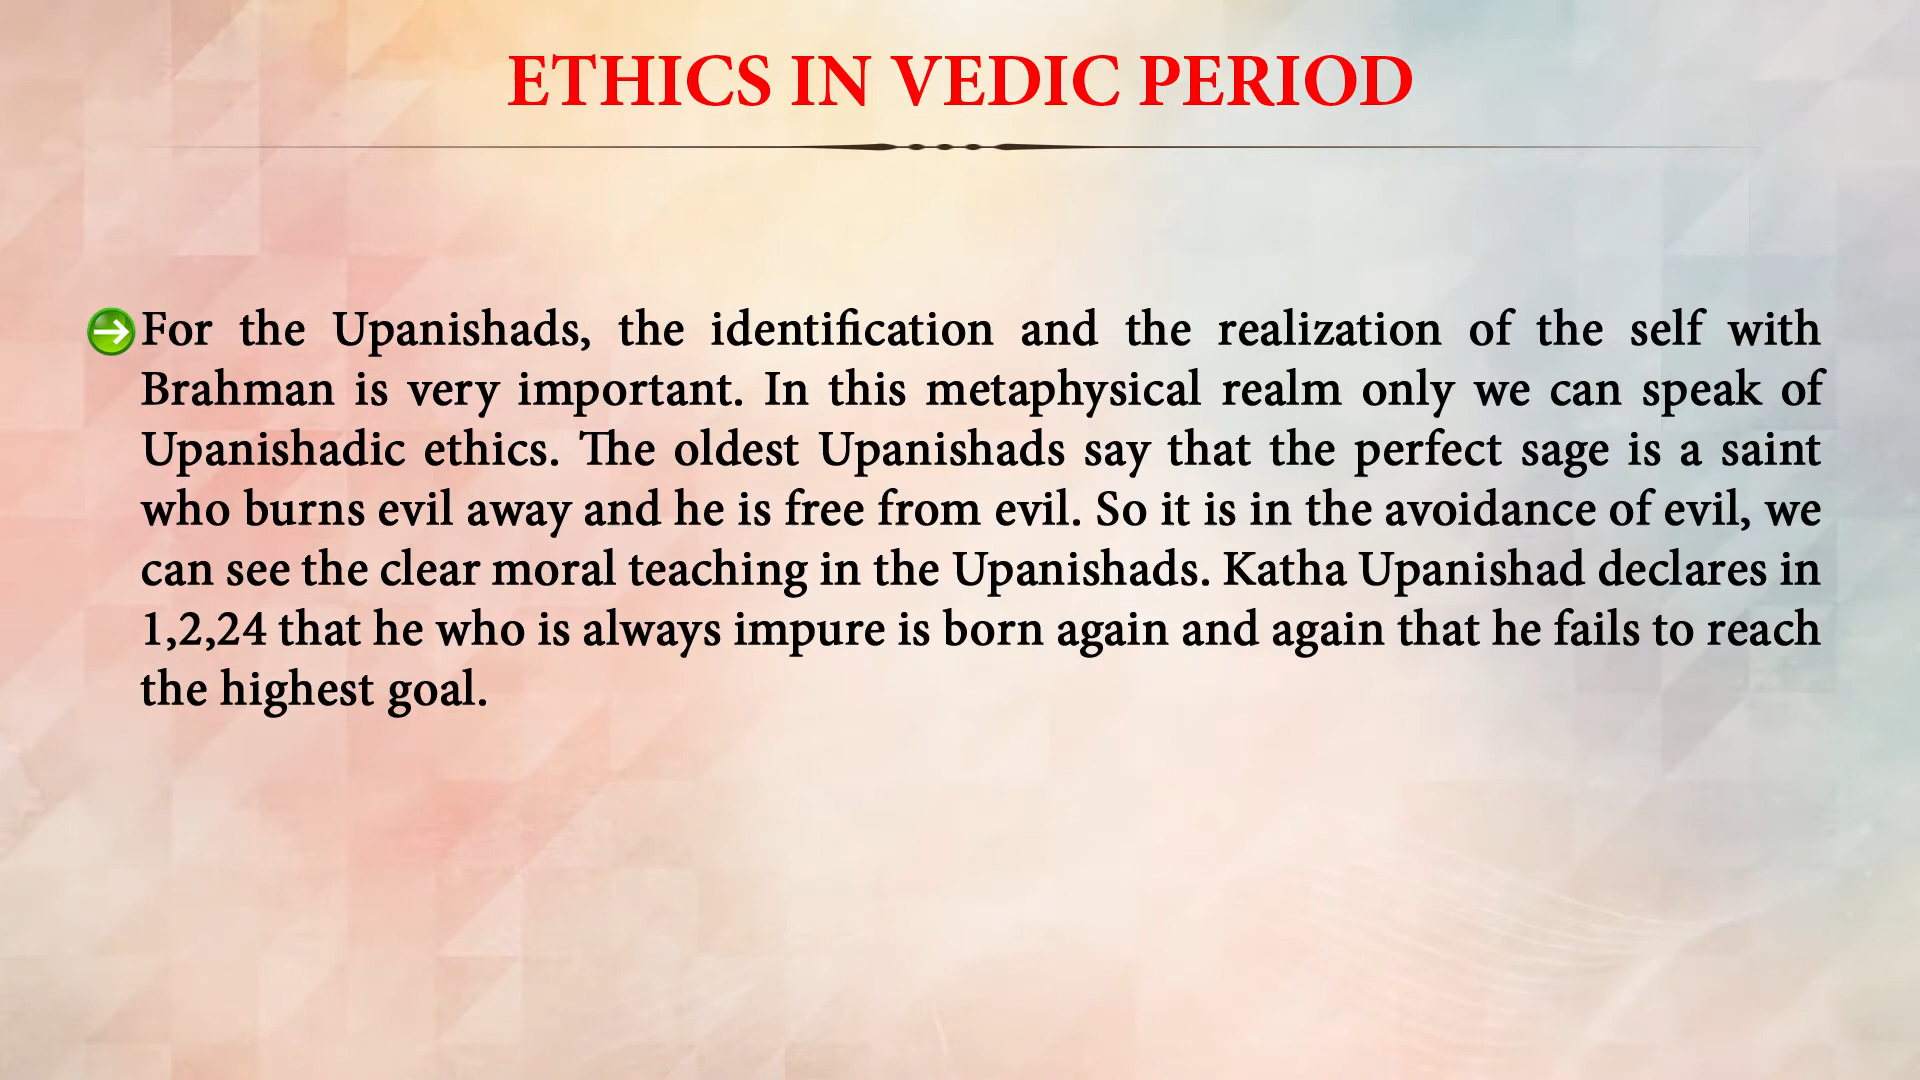 ETHICS IN VEDIC PERIOD
For the Upanishads, the identification and the realization of the self with
Brahman is very important. In this metaphysical realm only we can speak of
Upanishadic ethics. The oldest Upanishads say that the perfect sage is a saint
who burns evil away and he is free from evil. So it is in the avoidance of evil, we
can see the clear moral teaching in the Upanishads. Katha Upanishad declares in
1,2,24 that he who is always impure is born again and again that he fails to reach
the highest goal.